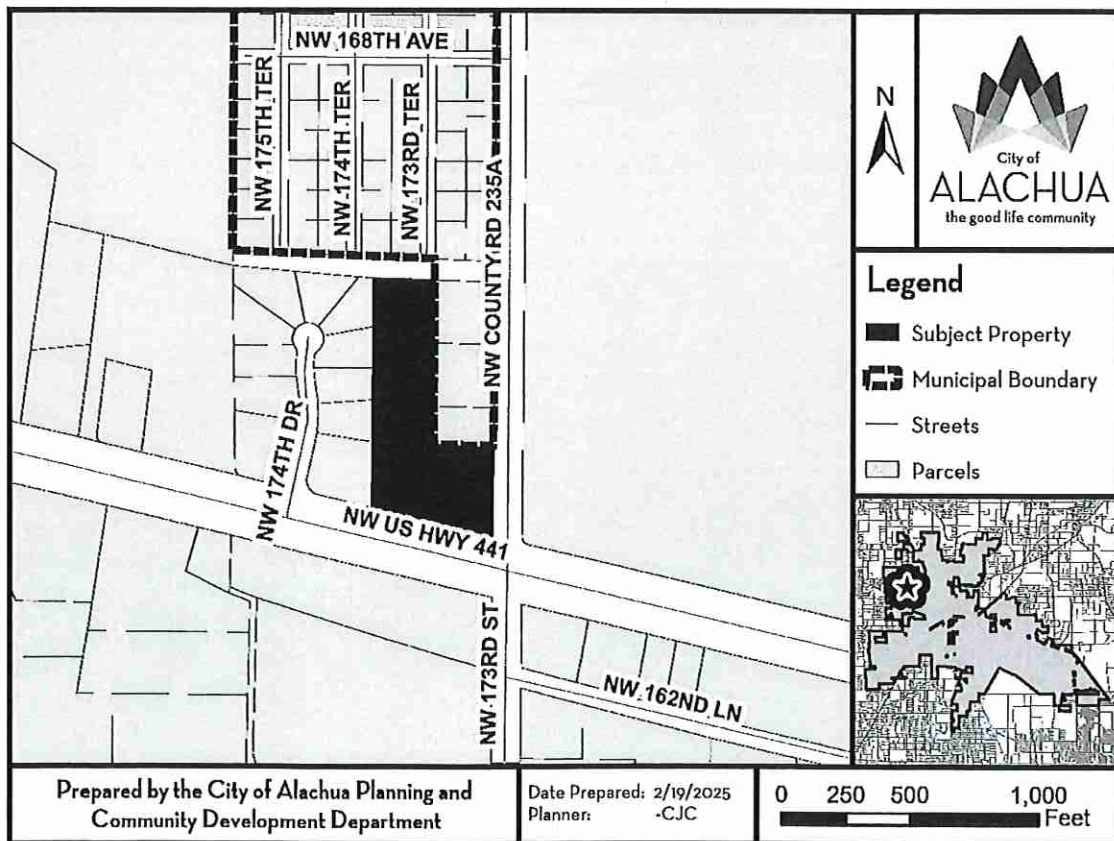 NW 168TH AVE
NW 175TH TER
NW 174TH TER
NW 173RD TER
NW COUNTY RD 235A
NW 174TH DR
NW US HWY 441
NW 173RD ST
NW 162ND LN
N
City of
ALACHUA
the good life community
Legend
Subject Property
Municipal Boundary
Streets
Parcels
Prepared by the City of Alachua Planning and
Community Development Department
Date Prepared: 2/19/2025
Planner: -CJC
0 250 500 1,000
Feet